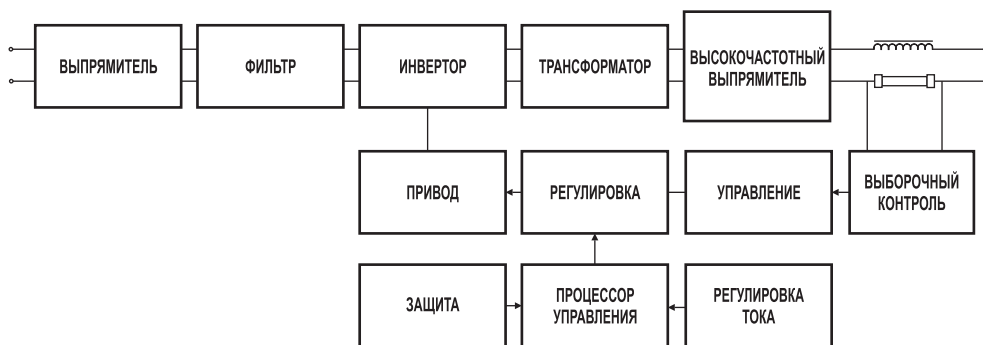 ВЫПРЯМИТЕЛЬ
ФИЛЬТР
ИНВЕРТОР
ТРАНСФОРМАТОР
ВЫСОКОЧАСТОТНЫЙ
ВЫПРЯМИТЕЛЬ
ПРИВОД
РЕГУЛИРОВКА
УПРАВЛЕНИЕ
ВЫБОРОЧНЫЙ
КОНТРОЛЬ
ЗАЩИТА
ПРОЦЕССОР
УПРАВЛЕНИЯ
РЕГУЛИРОВКА
ТОКА